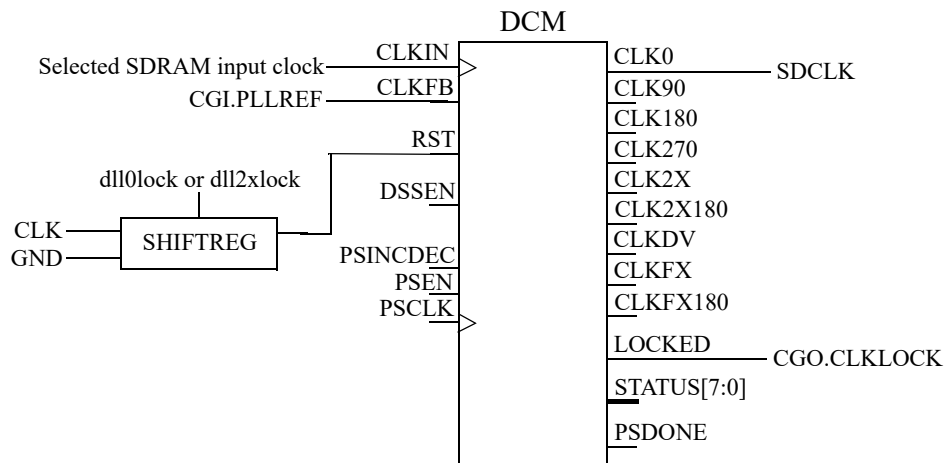 DCM
CLKIN
Selected SDRAM input clock
CLKFB
CGI.PLLREF
RST
dll0lock or dll2xlock
CLK
GND
SHIFTREG
DSSEN
PSINCDEC
PSEN
PSCLK
CLK0
SDCLK
CLK90
CLK180
CLK270
CLK2X
CLK2X180
CLKDV
CLKFX
CLKFX180
LOCKED
CGO.CLKLOCK
STATUS[7:0]
PSDONE